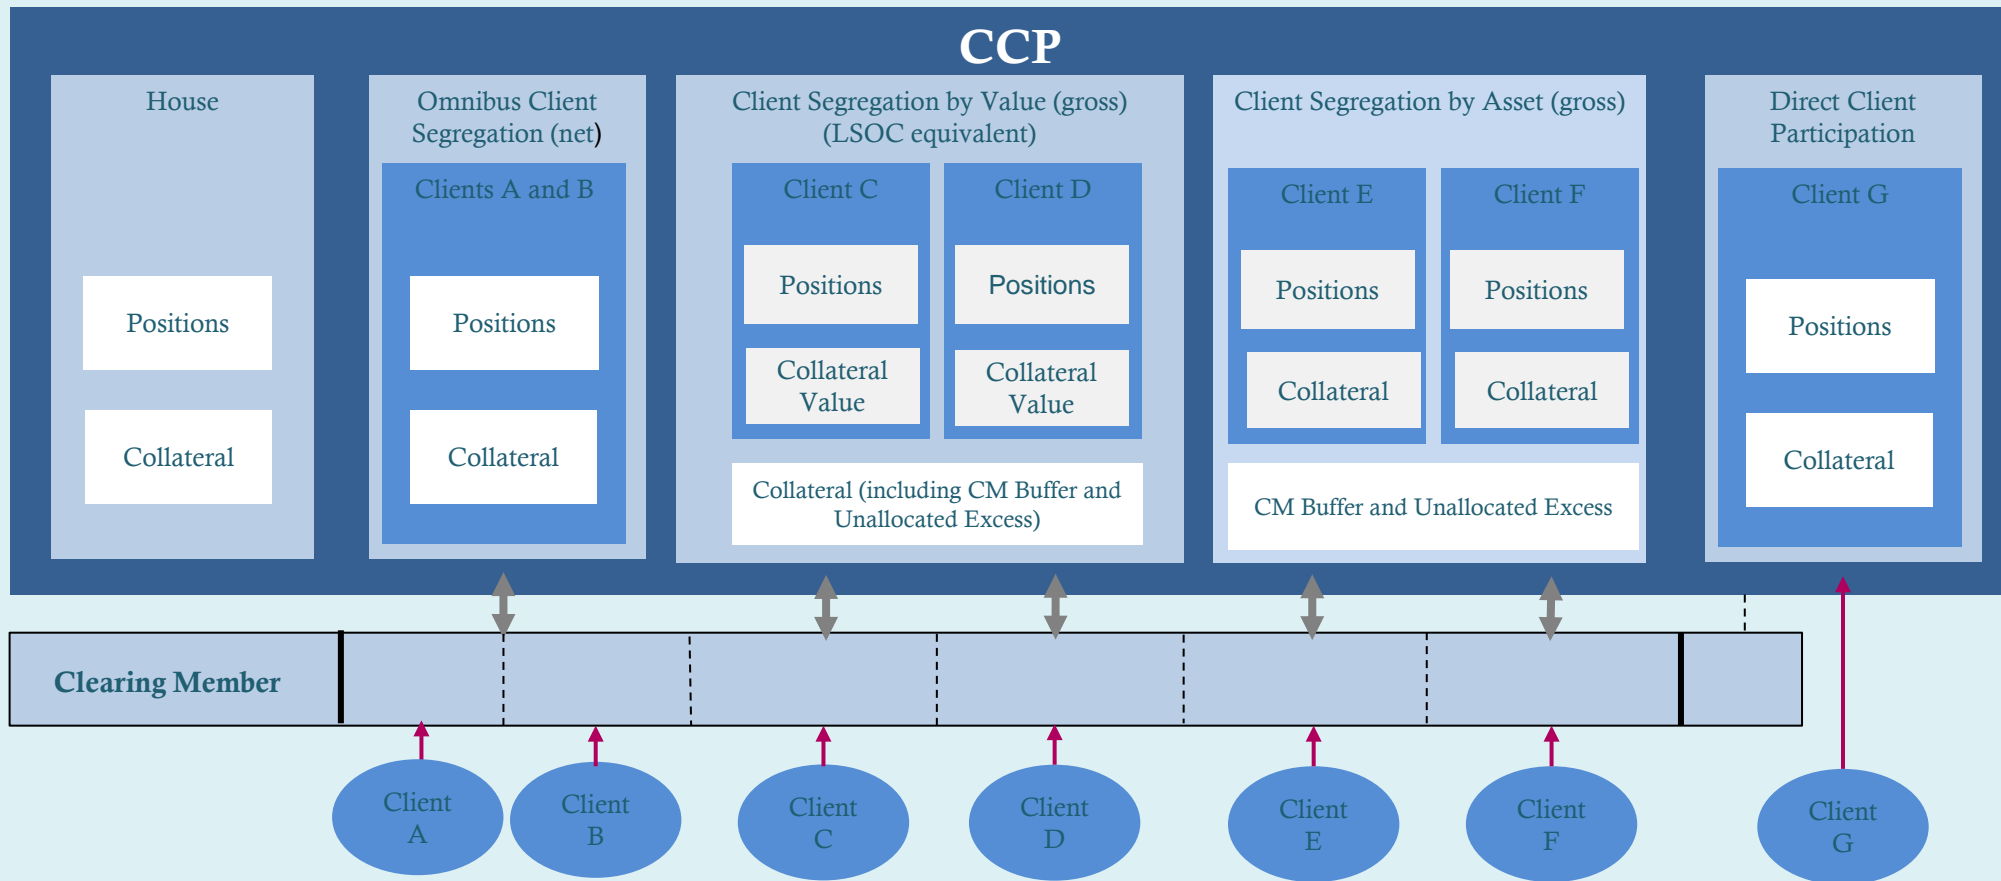 CCP
House
Positions
Collateral
Omnibus Client
Segregation (net)
Clients A and B
Positions
Collateral
Client Segregation by Value (gross)
(LSOC equivalent)
Client C
Positions
Collateral
Value
Client D
Positions
Collateral
Value
Collateral (including CM Buffer and
Unallocated Excess)
Client Segregation by Asset (gross)
Client E
Positions
Collateral
Client F
Positions
Collateral
CM Buffer and Unallocated Excess
Direct Client
Participation
Client G
Positions
Collateral
Clearing Member
Client
A
Client
B
Client
C
Client
D
Client
E
Client
F
Client
G